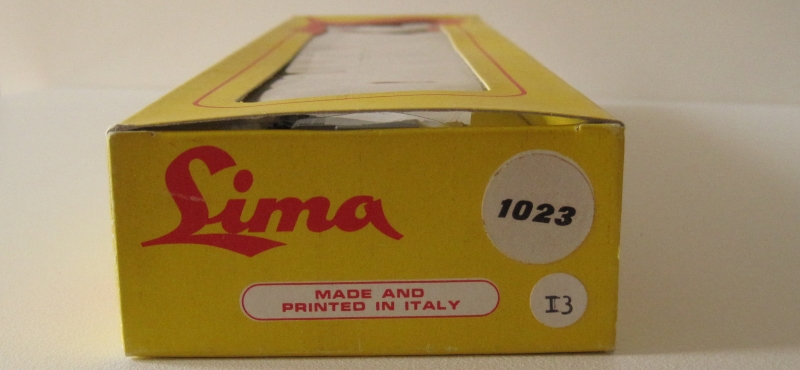 Lima
1023
MADE AND
PRINTED IN ITALY
I3